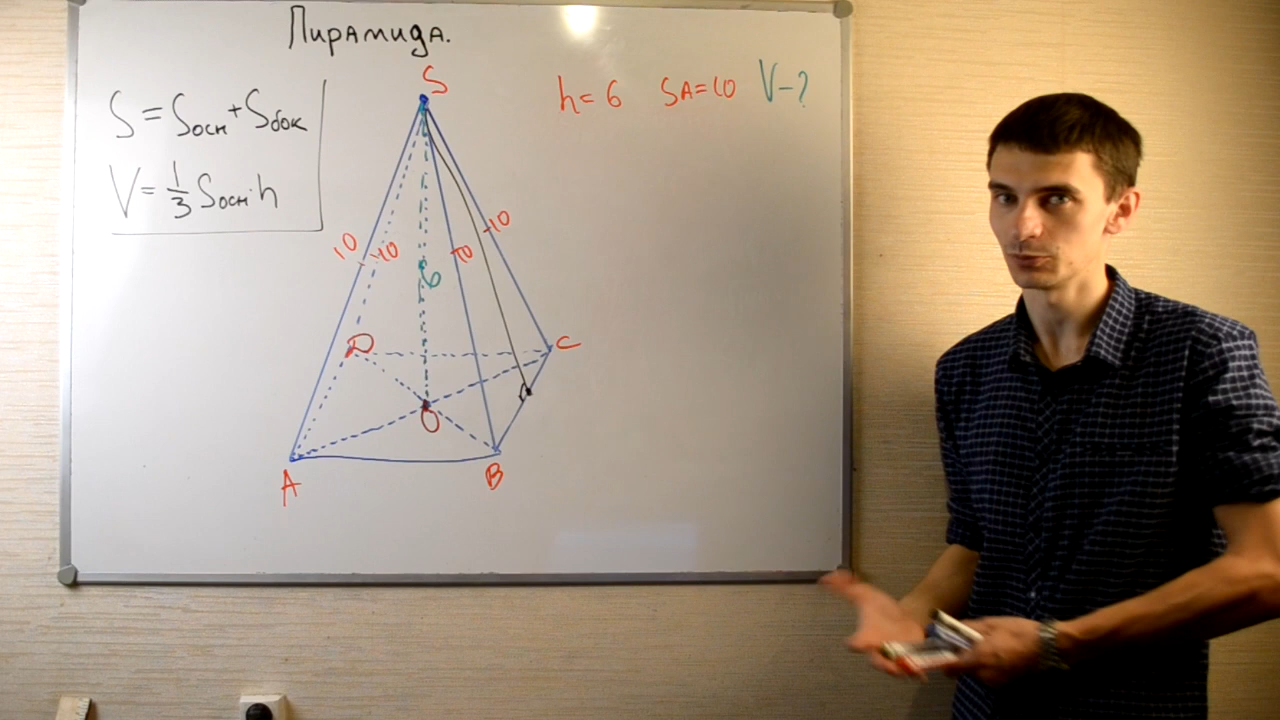 Пирамида.
S = Sосн + Sбок
V = 1/3 Sосн · h
h = 6 SA = 10 V - ?
S
10 10 10 10
6
D C
O
A B